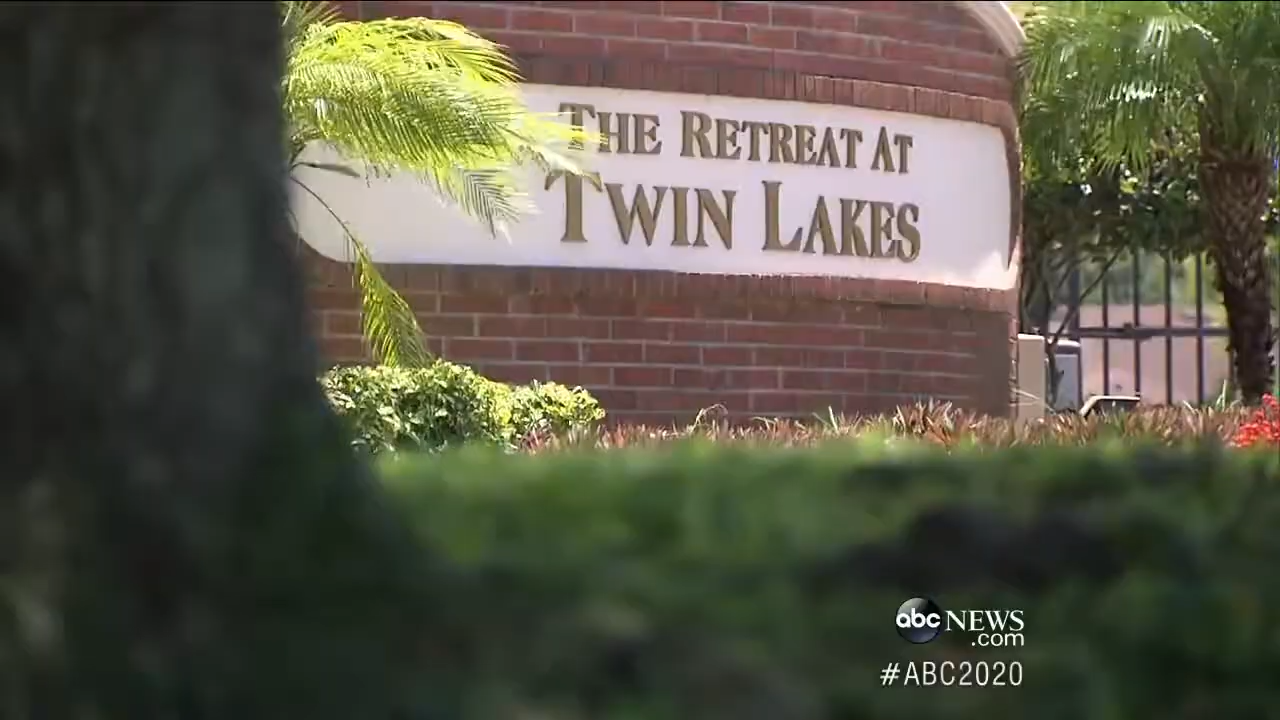 THE RETREAT AT
TWIN LAKES
abc NEWS
.com
#ABC2020